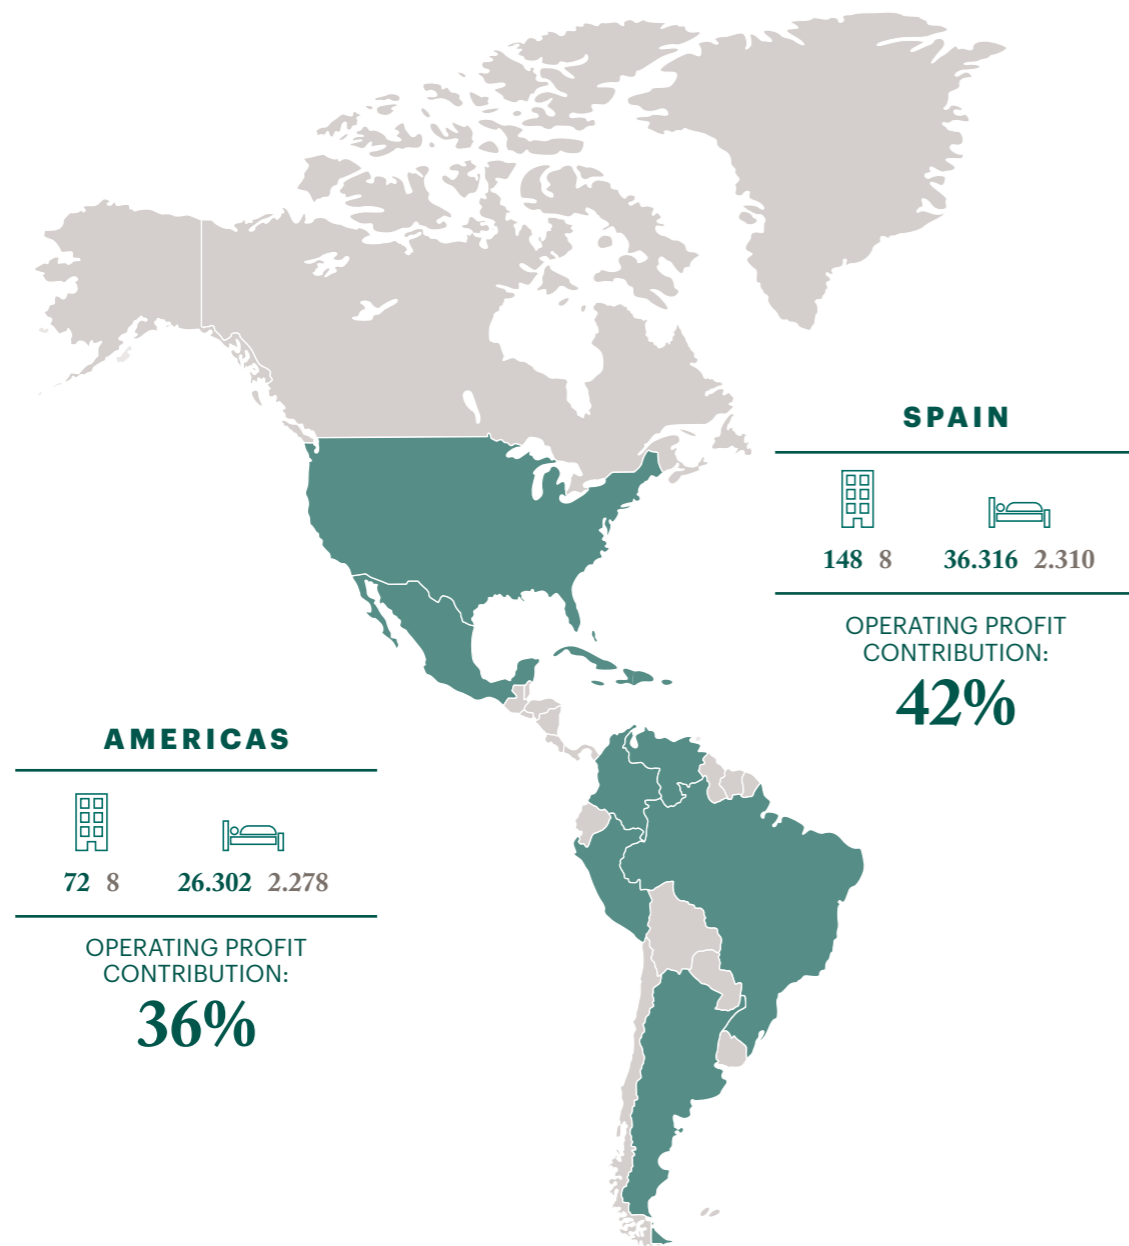 SPAIN
148 8 36.316 2.310
OPERATING PROFIT
CONTRIBUTION:
42%
AMERICAS
72 8 26.302 2.278
OPERATING PROFIT
CONTRIBUTION:
36%